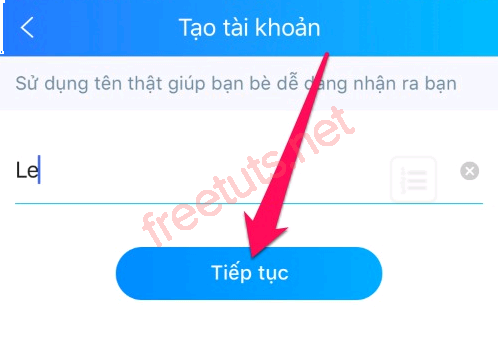 Tạo tài khoản
Sử dụng tên thật giúp bạn bè dễ dàng nhận ra bạn
Le
freetuts.net
Tiếp tục